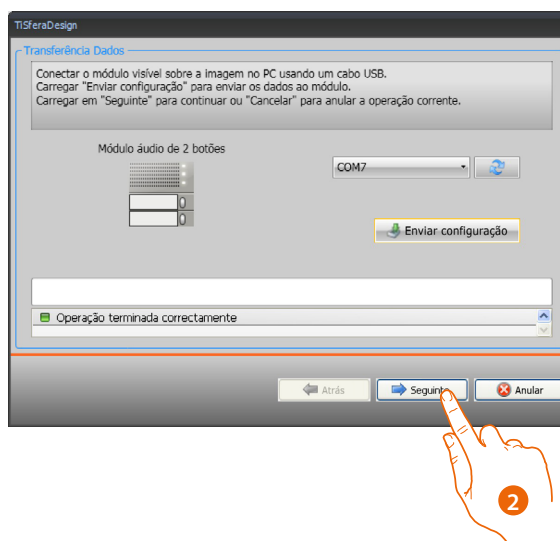 TiSferaDesign
Transferência Dados
Conectar o módulo visível sobre a imagem no PC usando um cabo USB.
Carregar "Enviar configuração" para enviar os dados ao módulo.
Carregar em "Seguinte" para continuar ou "Cancelar" para anular a operação corrente.
Módulo áudio de 2 botões
COM7
Enviar configuração
Operação terminada correctamente
Atrás
Seguinte
Anular
2